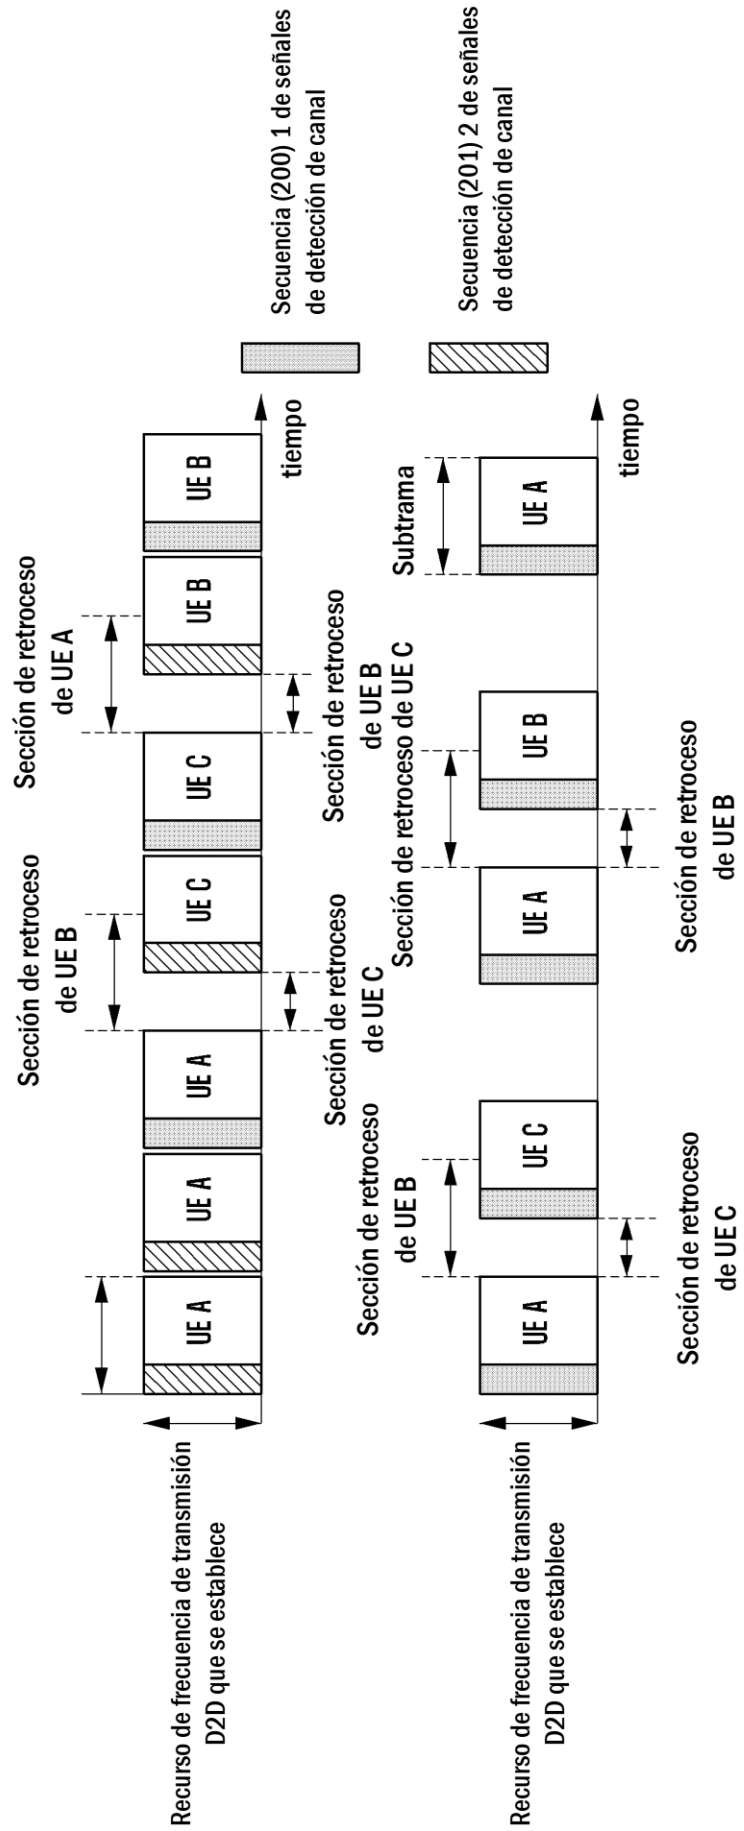 Recurso de frecuencia de transmisión
D2D que se establece
UE A
UE A
UE A
Sección de retroceso
de UE B
Sección de retroceso
de UE C
UE C
UE C
Sección de retroceso
de UE A
Sección de retroceso
de UE B
UE B
UE B
tiempo
Secuencia (200) 1 de señales
de detección de canal
Recurso de frecuencia de transmisión
D2D que se establece
UE A
Sección de retroceso
de UE B
Sección de retroceso
de UE C
UE C
UE A
Sección de retroceso de UE C
Sección de retroceso
de UE B
UE B
Subtrama
UE A
tiempo
Secuencia (201) 2 de señales
de detección de canal